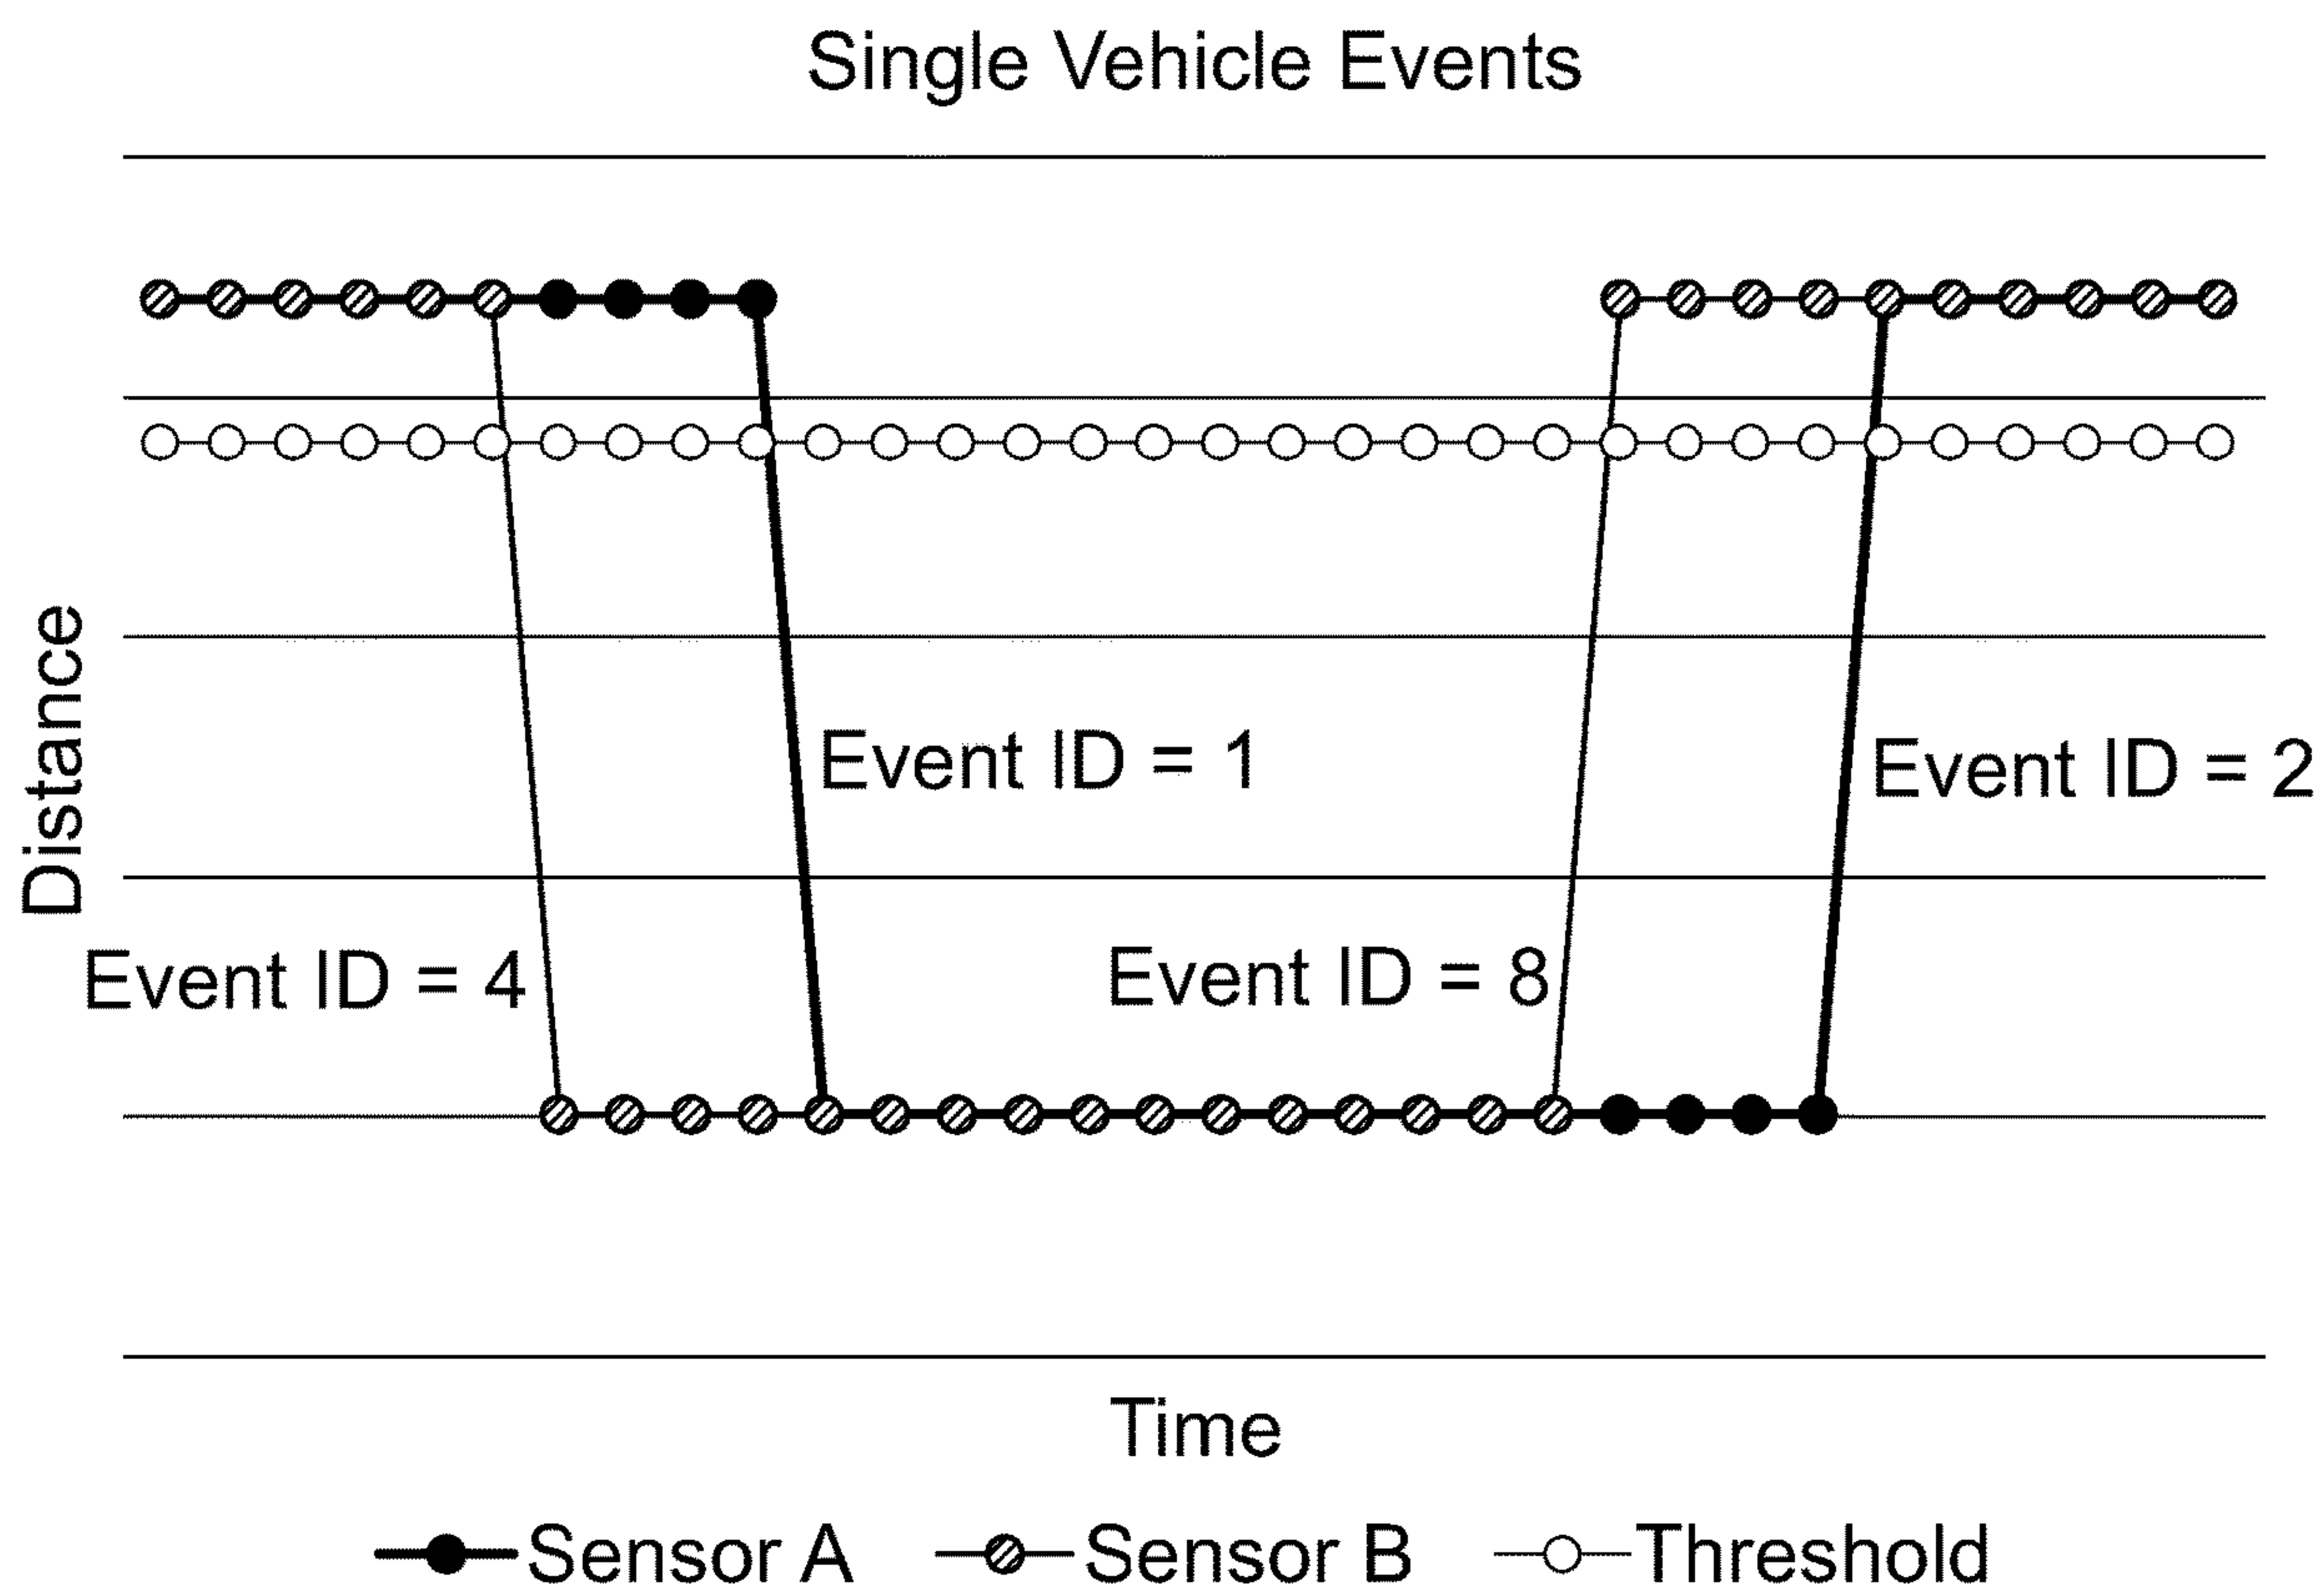 Single Vehicle Events
Distance
Event ID = 1
Event ID = 2
Event ID = 4
Event ID = 8
Time
Sensor A
Sensor B
Threshold